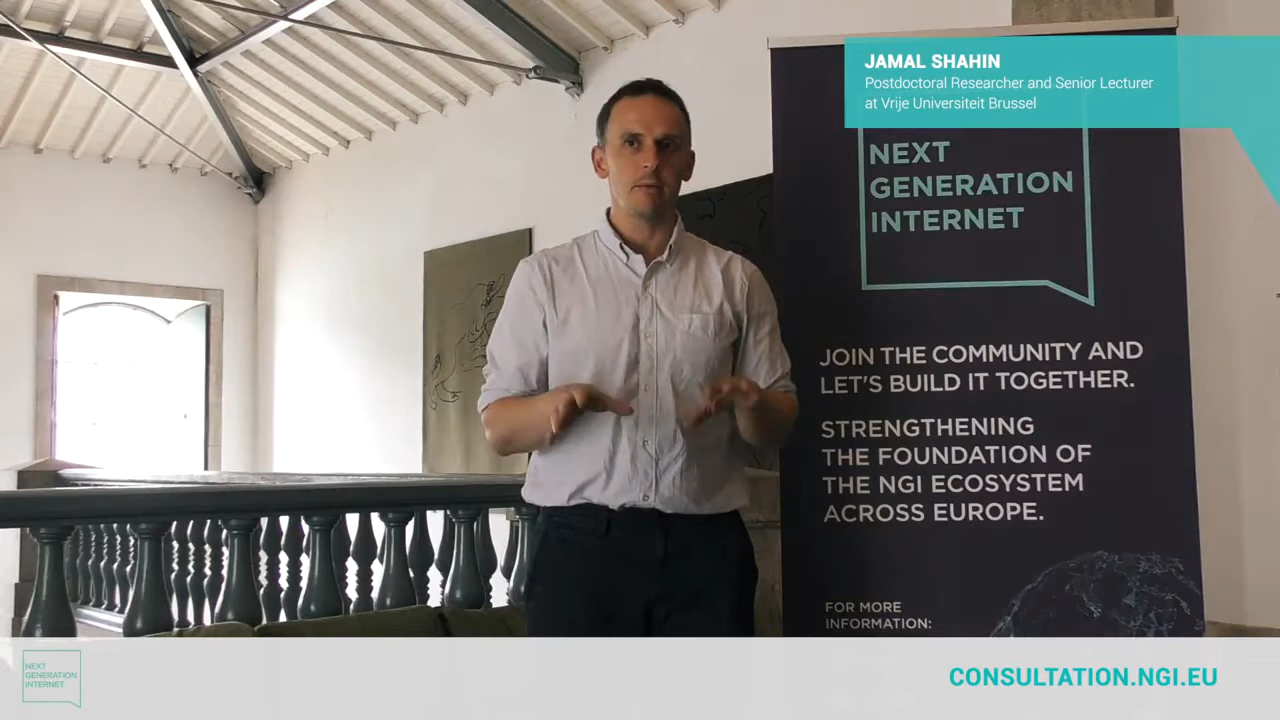 JAMAL SHAHIN
Postdoctoral Researcher and Senior Lecturer
at Vrije Universiteit Brussel
NEXT
GENERATION
INTERNET
JOIN THE COMMUNITY AND
LET'S BUILD IT TOGETHER.
STRENGTHENING
THE FOUNDATION OF
THE NGI ECOSYSTEM
ACROSS EUROPE.
FOR MORE
INFORMATION:
NEXT
GENERATION
INTERNET
CONSULTATION.NGI.EU